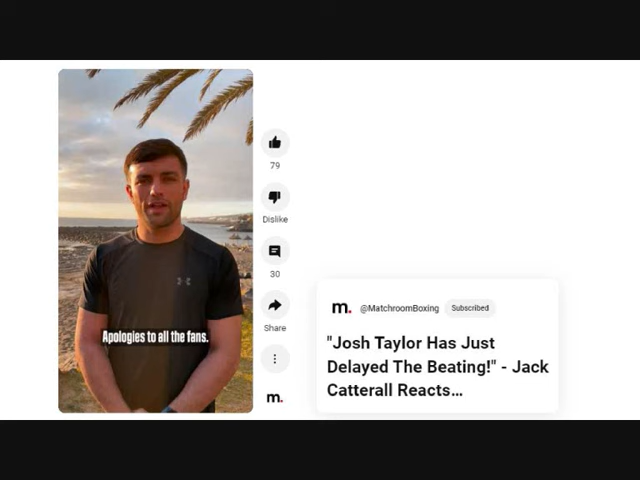 79
Dislike
30
Share
m.
Apologies to all the fans.
m. @MatchroomBoxing Subscribed
"Josh Taylor Has Just
Delayed The Beating!" - Jack
Catterall Reacts...